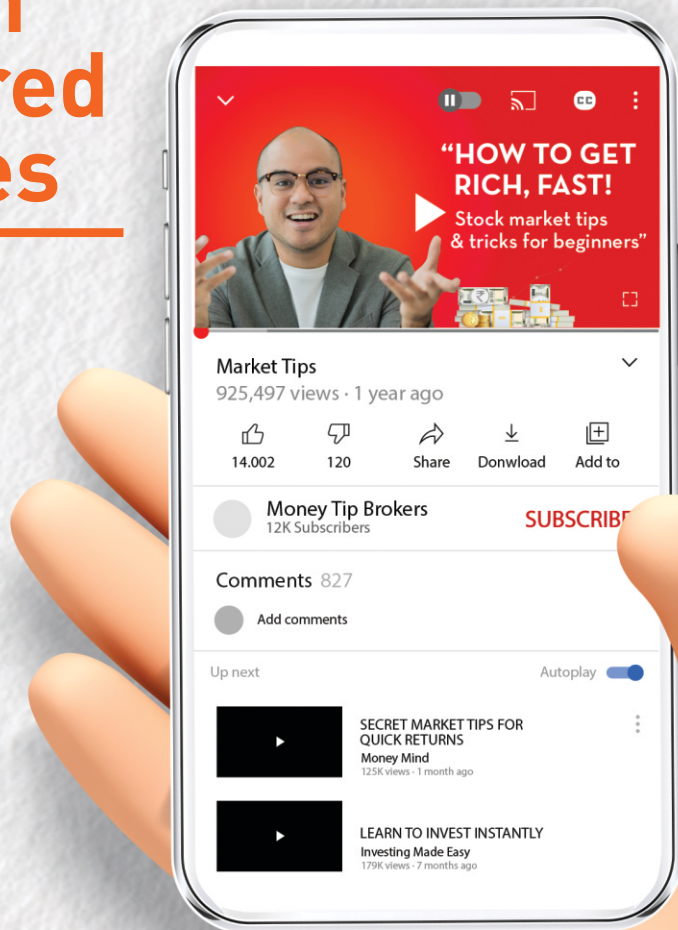 “HOW TO GET
RICH, FAST!
Stock market tips
& tricks for beginners”
CC
Market Tips
925,497 views · 1 year ago
14.002 120 Share Donwload Add to
Money Tip Brokers
12K Subscribers
SUBSCRIBE
Comments 827
Add comments
Up next Autoplay
SECRET MARKET TIPS FOR
QUICK RETURNS
Money Mind
125K views - 1 month ago
LEARN TO INVEST INSTANTLY
Investing Made Easy
179K views - 7 months ago